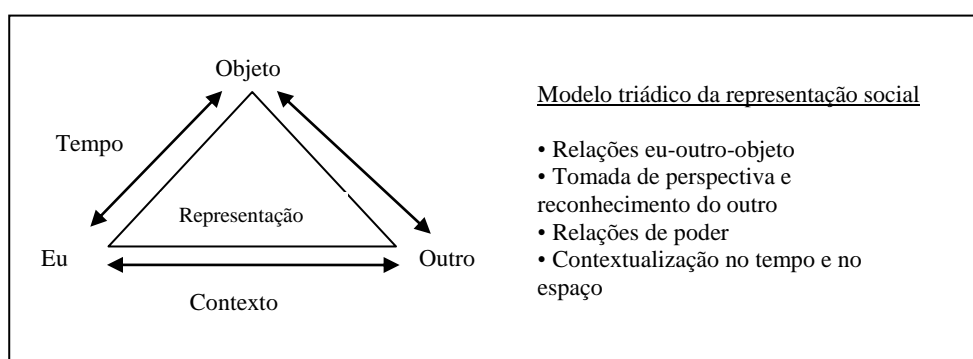 Objeto
Tempo
Representação
Eu
Outro
Contexto
Modelo triádico da representação social
• Relações eu-outro-objeto
• Tomada de perspectiva e
reconhecimento do outro
• Relações de poder
• Contextualização no tempo e no
espaço